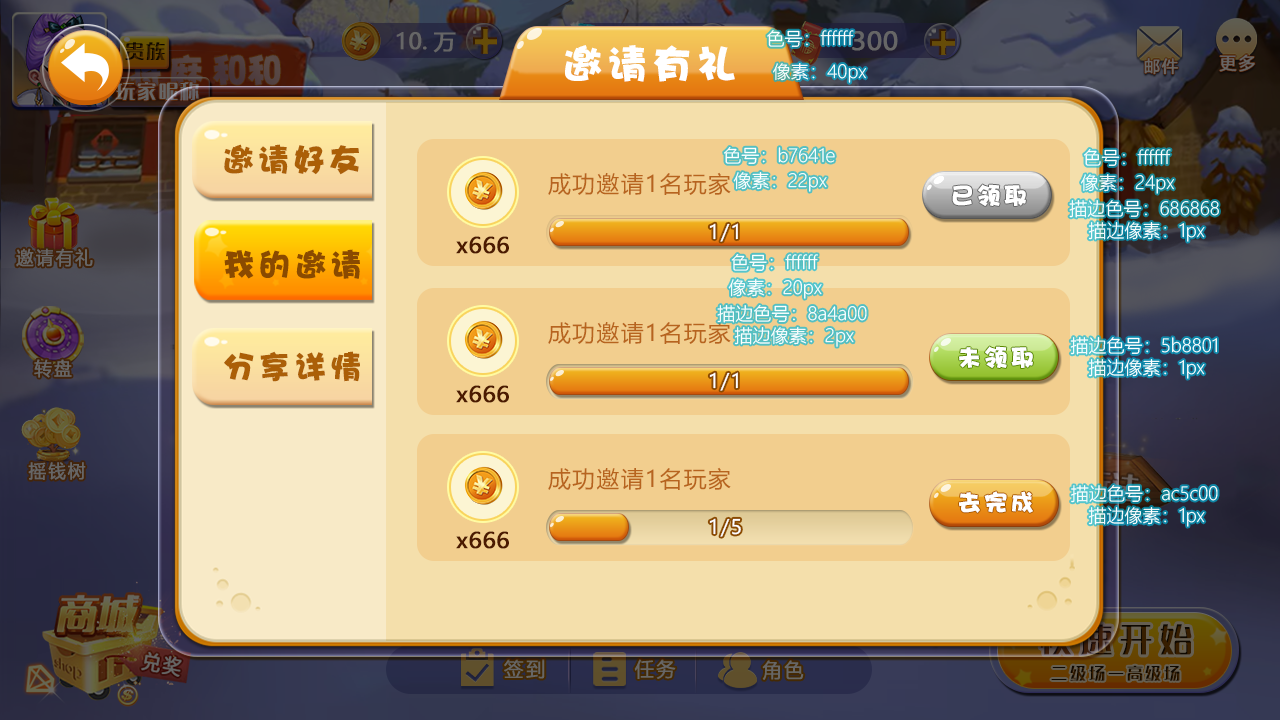 贵族
玩家昵称
10.万
300
邮件
更多
邀请有礼
色号：ffffff
像素：40px
邀请好友
我的邀请
分享详情
x666
成功邀请1名玩家
色号：b7641e
像素：22px
1/1
已领取
色号：ffffff
像素：24px
描边色号：686868
描边像素：1px
色号：ffffff
像素：20px
描边色号：8a4a00
描边像素：2px
x666
成功邀请1名玩家
1/1
未领取
描边色号：5b8801
描边像素：1px
x666
成功邀请1名玩家
1/5
去完成
描边色号：ac5c00
描边像素：1px
邀请有礼
转盘
摇钱树
商城
shop
兑奖
签到
任务
角色
快速开始
二级场—高级场